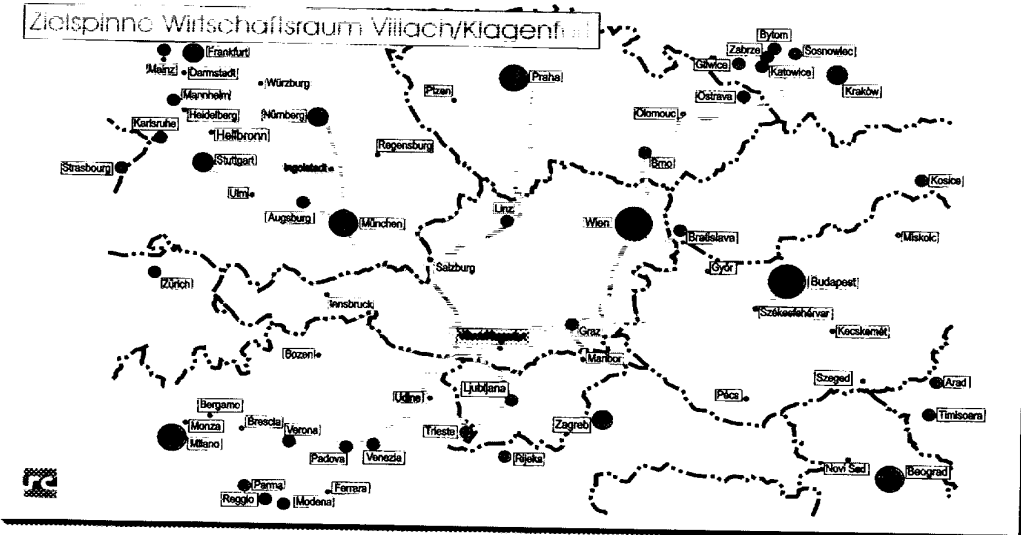 Zielspinne Wirtschaftsraum Villach/Klagenfurt
Bytom
Zabrze
Sosnowiec
Gliwice
Katowice
Kraków
Ostrava
Olomouc
Frankfurt
Mainz
Darmstadt
Würzburg
Praha
Plzen
Mannheim
Heidelberg
Nürnberg
Karlsruhe
Heilbronn
Regensburg
Brno
Strasbourg
Stuttgart
Ingolstadt
Kosice
Ulm
Augsburg
München
Linz
Wien
Bratislava
Miskolc
Salzburg
Györ
Zürich
Budapest
Innsbruck
Székesfehérvar
Graz
Kecskemét
Bozen
Maribor
Szeged
Arad
Udine
Ljubljana
Pécs
Bergamo
Monza
Brescia
Verona
Milano
Trieste
Zagreb
Timisoara
Padova
Venezia
Rijeka
Novi Sad
Beograd
Parma
Ferrara
Reggio
Modena
rc